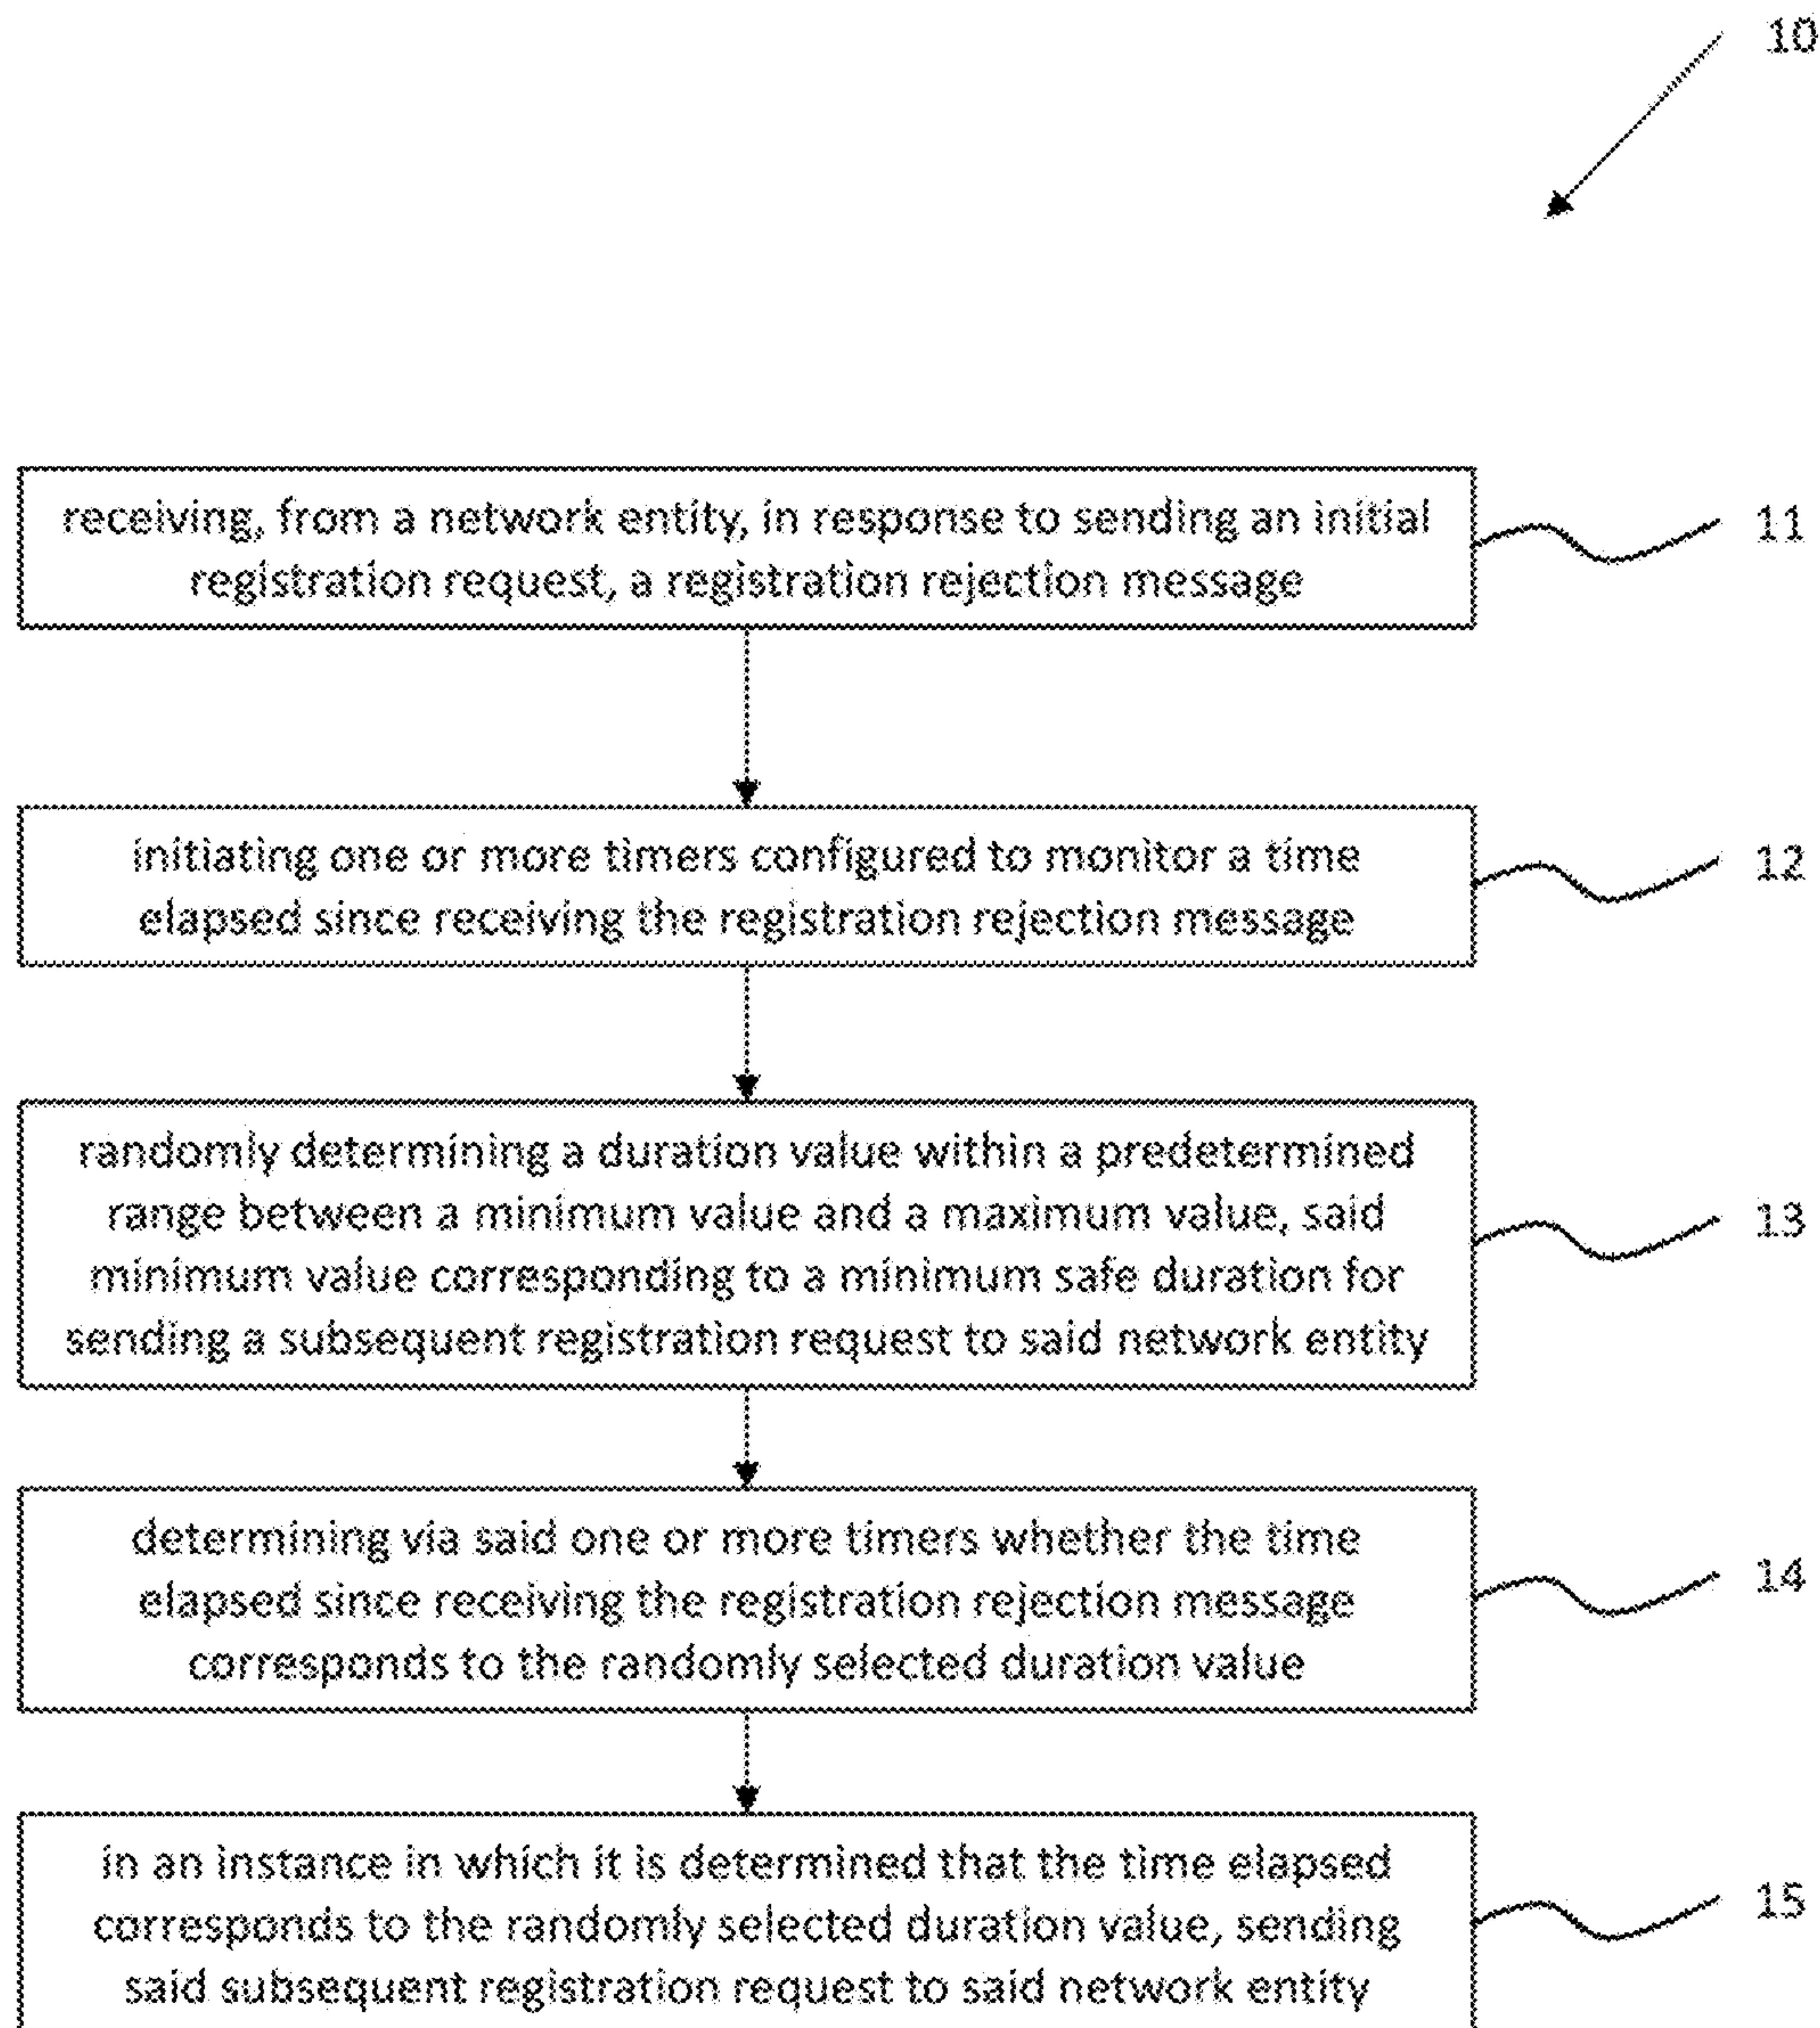 10
receiving, from a network entity, in response to sending an initial
registration request, a registration rejection message
11
initiating one or more timers configured to monitor a time
elapsed since receiving the registration rejection message
12
randomly determining a duration value within a predetermined
range between a minimum value and a maximum value, said
minimum value corresponding to a minimum safe duration for
sending a subsequent registration request to said network entity
13
determining via said one or more timers whether the time
elapsed since receiving the registration rejection message
corresponds to the randomly selected duration value
14
in an instance in which it is determined that the time elapsed
corresponds to the randomly selected duration value, sending
said subsequent registration request to said network entity
15